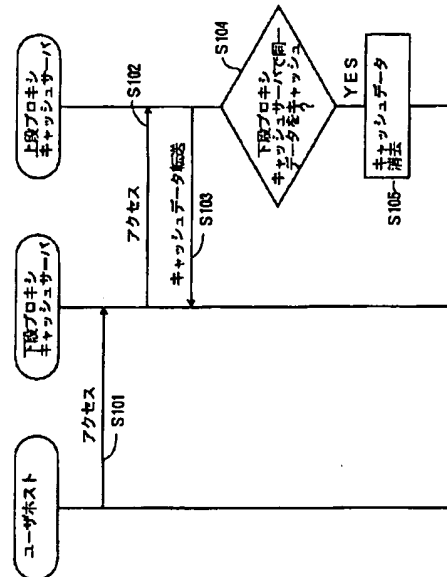 ユーザホスト
下段プロキシ
キャッシュサーバ
上段プロキシ
キャッシュサーバ
アクセス
S101
アクセス
S102
キャッシュデータ転送
S103
下段プロキシ
キャッシュサーバで同一
データをキャッシュ
?
S104
YES
キャッシュデータ
消去
S105